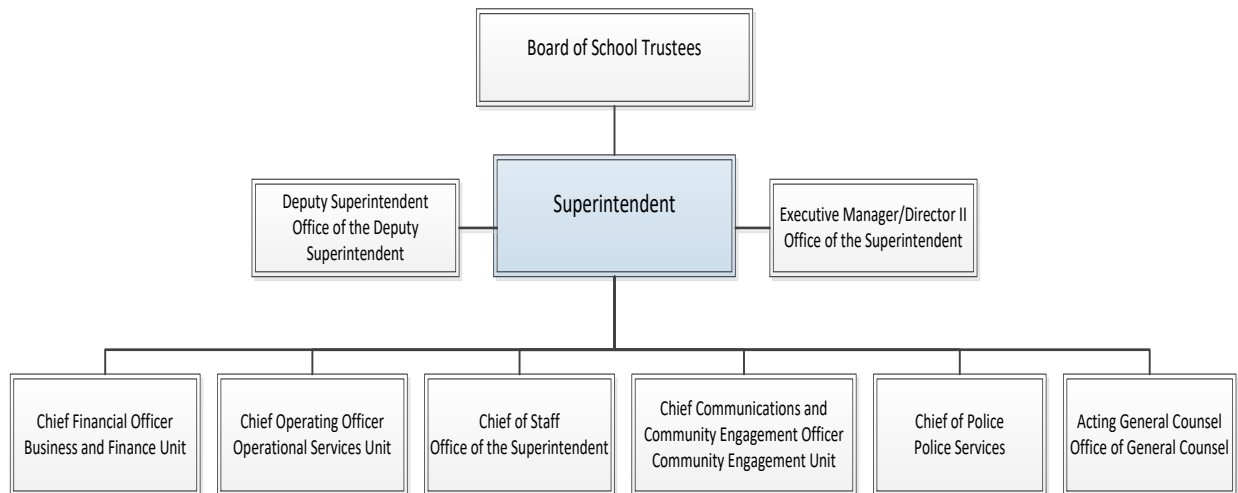 Board of School Trustees
Superintendent
Deputy Superintendent
Office of the Deputy
Superintendent
Executive Manager/Director II
Office of the Superintendent
Chief Financial Officer
Business and Finance Unit
Chief Operating Officer
Operational Services Unit
Chief of Staff
Office of the Superintendent
Chief Communications and
Community Engagement Officer
Community Engagement Unit
Chief of Police
Police Services
Acting General Counsel
Office of General Counsel